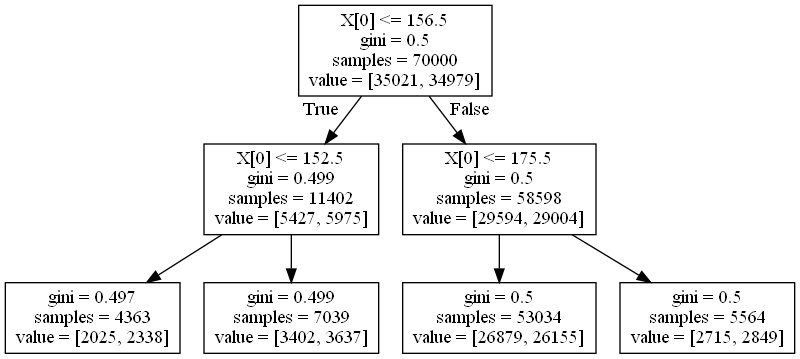 X[0] <= 156.5
gini = 0.5
samples = 70000
value = [35021, 34979]
True
False
X[0] <= 152.5
gini = 0.499
samples = 11402
value = [5427, 5975]
X[0] <= 175.5
gini = 0.5
samples = 58598
value = [29594, 29004]
gini = 0.497
samples = 4363
value = [2025, 2338]
gini = 0.499
samples = 7039
value = [3402, 3637]
gini = 0.5
samples = 53034
value = [26879, 26155]
gini = 0.5
samples = 5564
value = [2715, 2849]